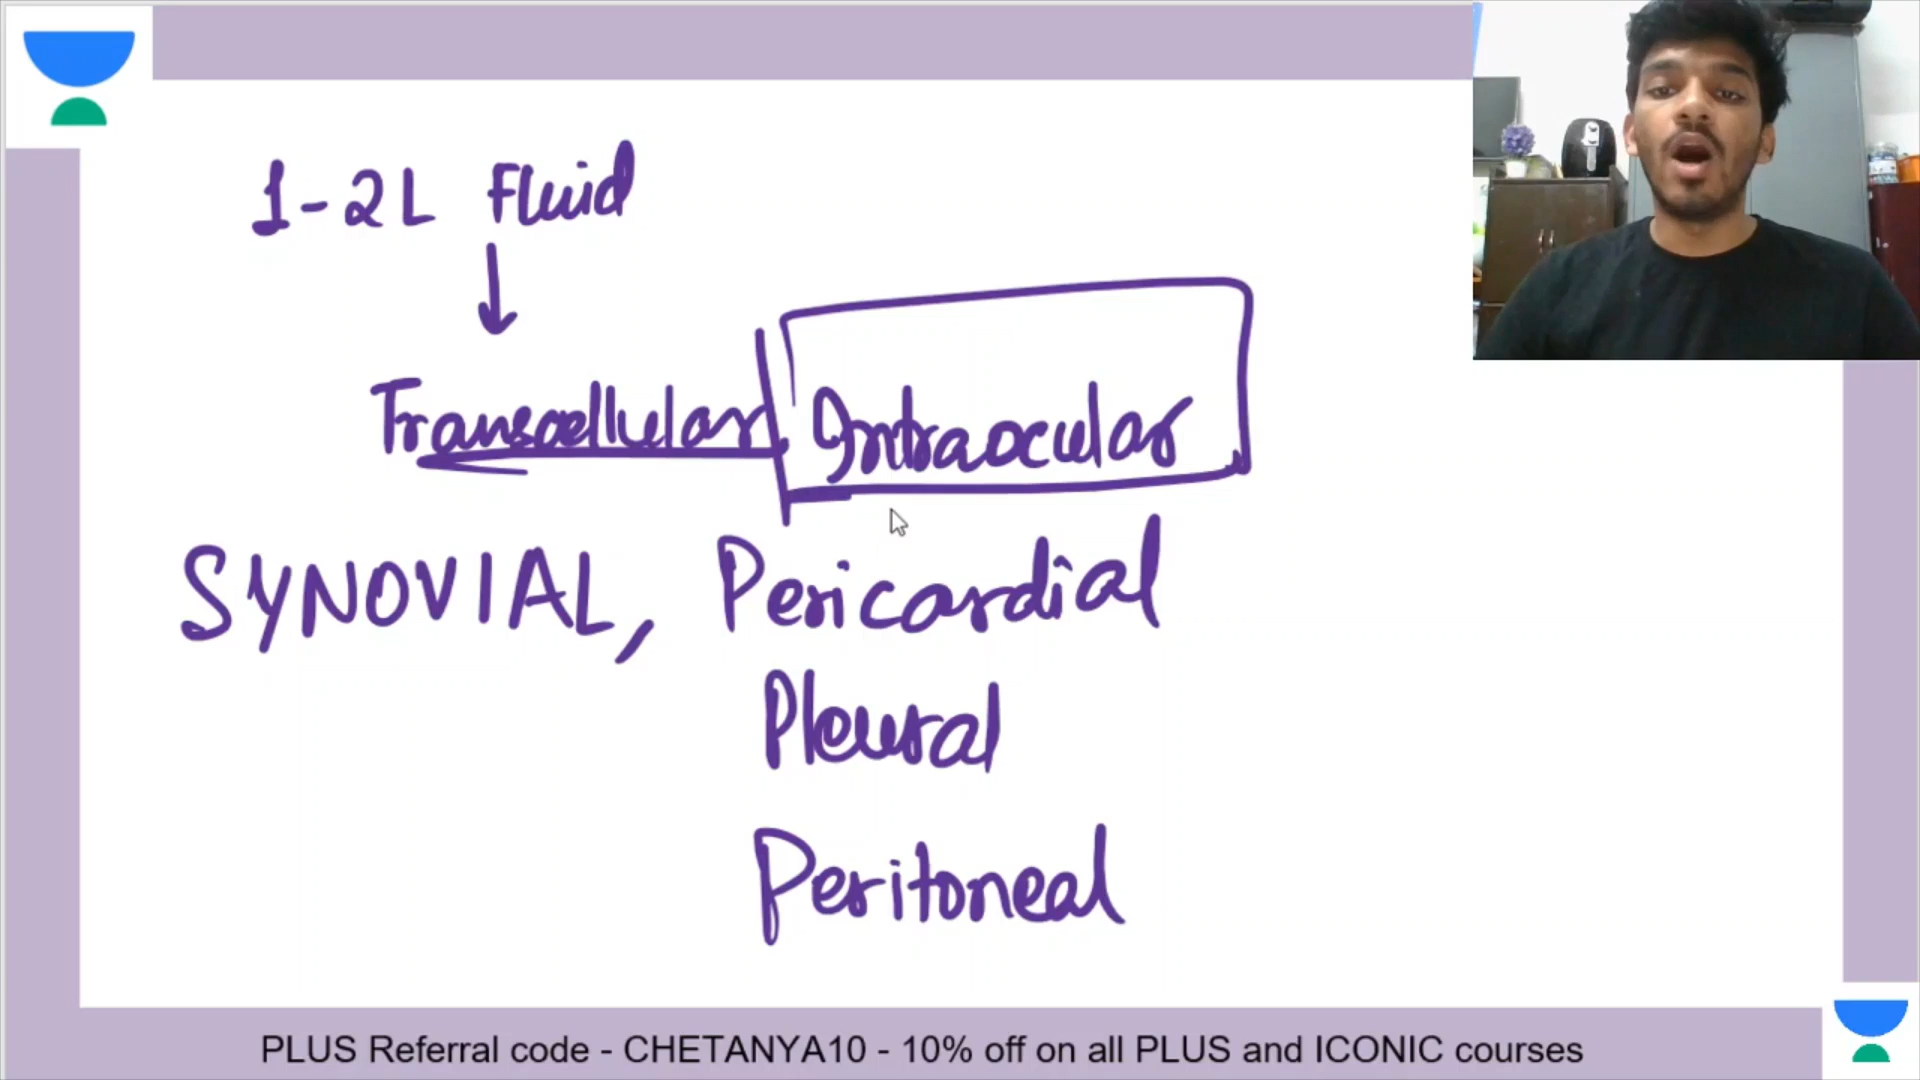 1-2L Fluid
Transcellular, Intraocular
SYNOVIAL, Pericardial
Pleural
Peritoneal
PLUS Referral code - CHETANYA10 - 10% off on all PLUS and ICONIC courses